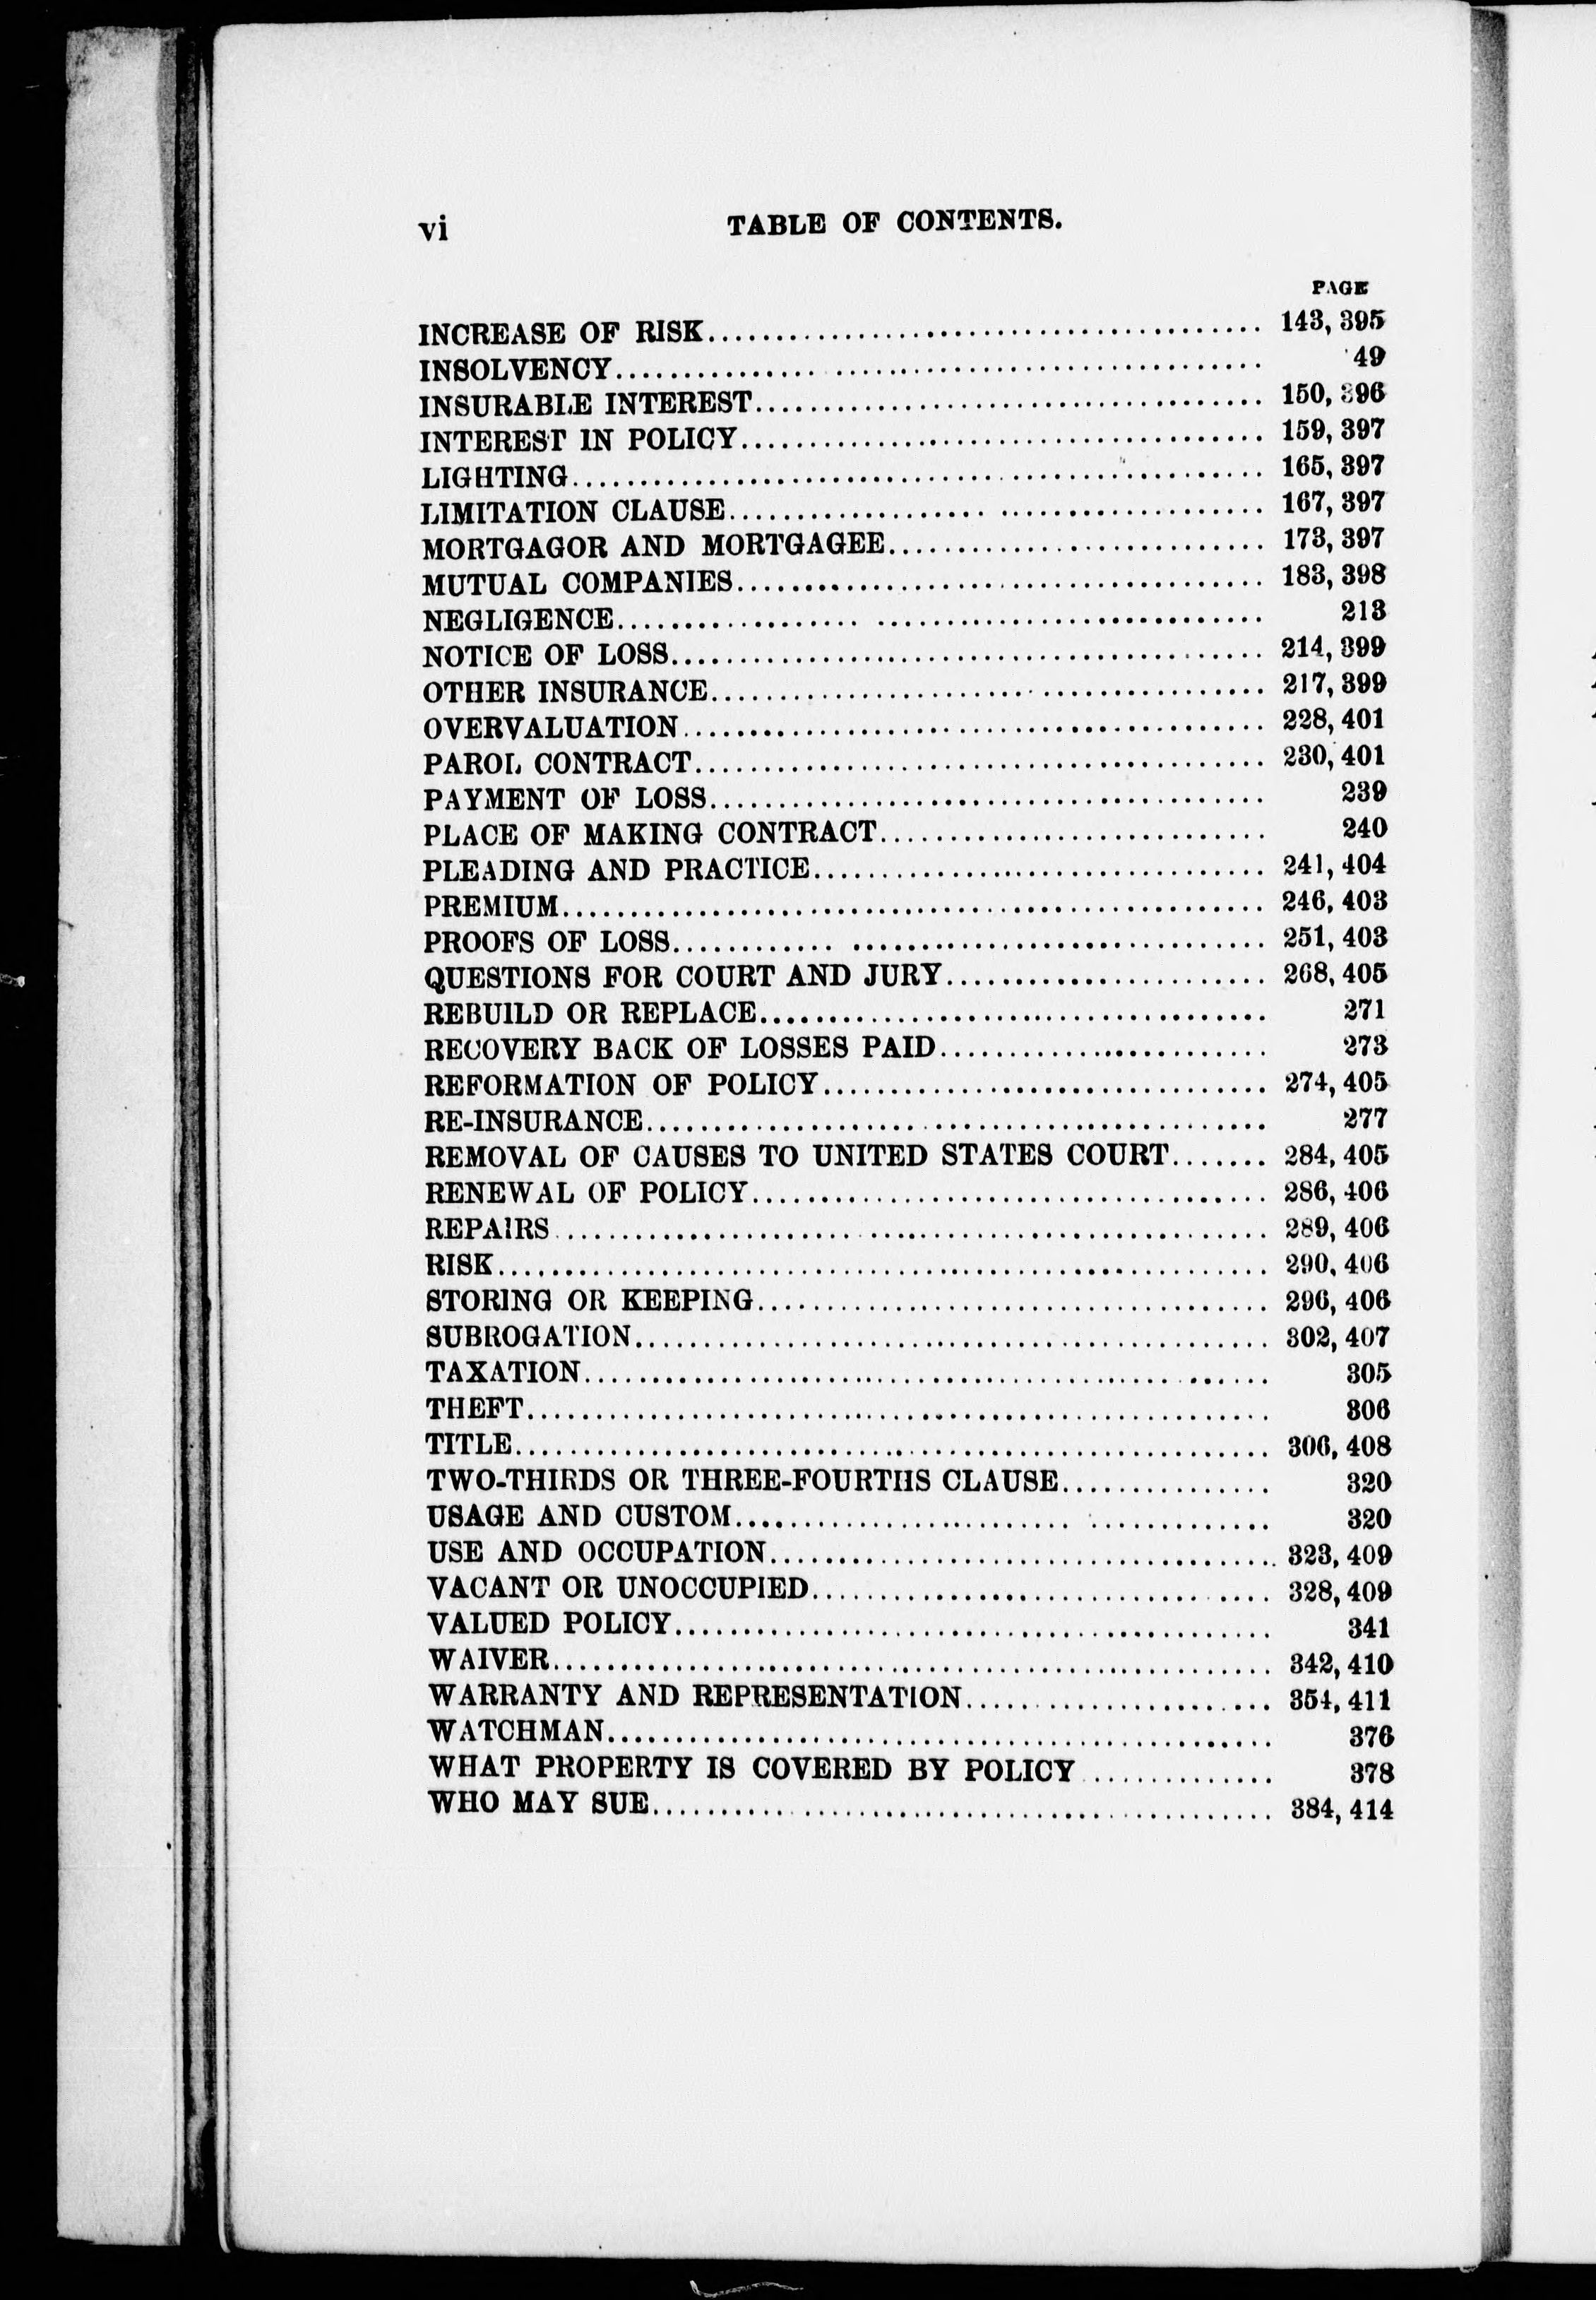 vi TABLE OF CONTENTS.
PAGE
INCREASE OF RISK........................................ 143, 395
INSOLVENCY............................................... 49
INSURABLE INTEREST..................................... 150, 396
INTEREST IN POLICY...................................... 159, 397
LIGHTING.................................................. 165, 397
LIMITATION CLAUSE....................................... 167, 397
MORTGAGOR AND MORTGAGEE............................ 173, 397
MUTUAL COMPANIES....................................... 183, 398
NEGLIGENCE............................................... 213
NOTICE OF LOSS........................................... 214, 399
OTHER INSURANCE......................................... 217, 399
OVERVALUATION........................................... 228, 401
PAROL CONTRACT.......................................... 230, 401
PAYMENT OF LOSS......................................... 239
PLACE OF MAKING CONTRACT............................. 240
PLEADING AND PRACTICE................................. 241, 404
PREMIUM................................................... 246, 403
PROOFS OF LOSS........................................... 251, 403
QUESTIONS FOR COURT AND JURY........................ 268, 405
REBUILD OR REPLACE..................................... 271
RECOVERY BACK OF LOSSES PAID......................... 273
REFORMATION OF POLICY................................. 274, 405
RE-INSURANCE.............................................. 277
REMOVAL OF CAUSES TO UNITED STATES COURT....... 284, 405
RENEWAL OF POLICY...................................... 286, 406
REPAIRS.................................................... 289, 406
RISK........................................................ 290, 406
STORING OR KEEPING...................................... 296, 406
SUBROGATION.............................................. 302, 407
TAXATION.................................................. 305
THEFT...................................................... 306
TITLE....................................................... 306, 408
TWO-THIRDS OR THREE-FOURTHS CLAUSE................ 320
USAGE AND CUSTOM....................................... 320
USE AND OCCUPATION..................................... 323, 409
VACANT OR UNOCCUPIED.................................. 328, 409
VALUED POLICY............................................ 341
WAIVER.................................................... 342, 410
WARRANTY AND REPRESENTATION....................... 354, 411
WATCHMAN................................................. 376
WHAT PROPERTY IS COVERED BY POLICY .............. 378
WHO MAY SUE.............................................. 384, 414